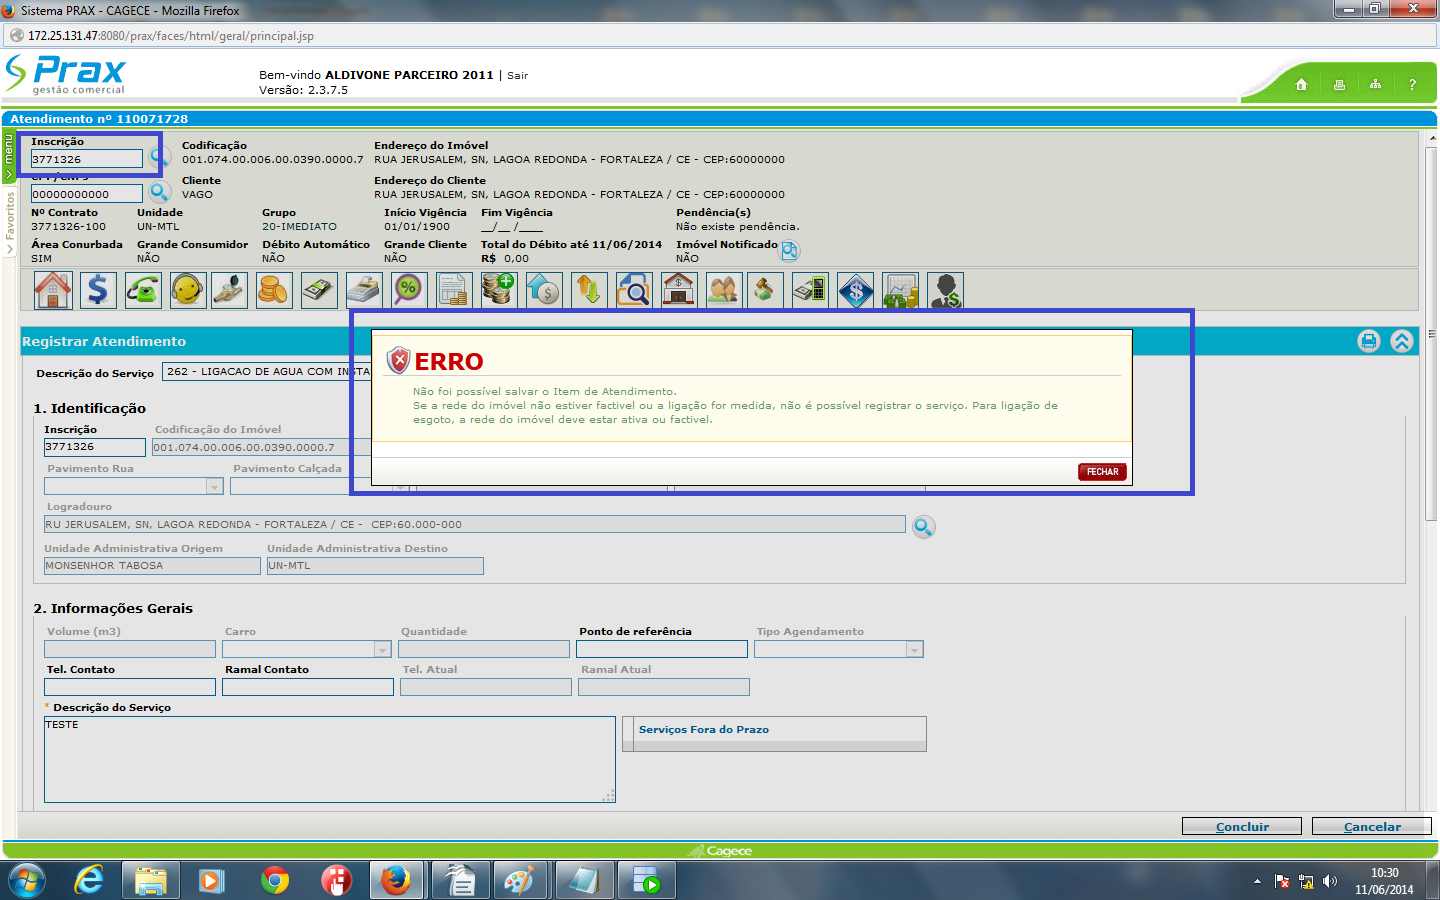 Sistema PRAX - CAGECE - Mozilla Firefox
172.25.131.47:8080/prax/faces/html/geral/principal.jsp
Prax
gestão comercial
Bem-vindo ALDIVONE PARCEIRO 2011 | Sair
Versão: 2.3.7.5
?
Atendimento nº 110071728
menu
Favoritos
Inscrição Codificação Endereço do Imóvel
3771326 001.074.00.006.00.0390.0000.7 RUA JERUSALEM, SN, LAGOA REDONDA - FORTALEZA / CE - CEP:60000000
Cliente Endereço do Cliente
00000000000 VAGO RUA JERUSALEM, SN, LAGOA REDONDA - FORTALEZA / CE - CEP:60000000
Nº Contrato Unidade Grupo Início Vigência Fim Vigência Pendência(s)
3771326-100 UN-MTL 20-IMEDIATO 01/01/1900 __/__/____ Não existe pendência.
Área Conurbada Grande Consumidor Débito Automático Grande Cliente Total do Débito até 11/06/2014 Imóvel Notificado
SIM NÃO NÃO NÃO R$ 0,00 NÃO
Registrar Atendimento
Descrição do Serviço 262 - LIGACAO DE AGUA COM INSTA
ERRO
Não foi possível salvar o Item de Atendimento.
Se a rede do imóvel não estiver factivel ou a ligação for medida, não é possível registrar o serviço. Para ligação de
esgoto, a rede do imóvel deve estar ativa ou factivel.
FECHAR
1. Identificação
Inscrição Codificação do Imóvel
3771326 001.074.00.006.00.0390.0000.7
Pavimento Rua Pavimento Calçada
Logradouro
RU JERUSALEM, SN, LAGOA REDONDA - FORTALEZA / CE - CEP:60.000-000
Unidade Administrativa Origem Unidade Administrativa Destino
MONSENHOR TABOSA UN-MTL
2. Informações Gerais
Volume (m3) Carro Quantidade Ponto de referência Tipo Agendamento
Tel. Contato Ramal Contato Tel. Atual Ramal Atual
* Descrição do Serviço
TESTE
Serviços Fora do Prazo
Concluir Cancelar
Cagece
10:30
11/06/2014